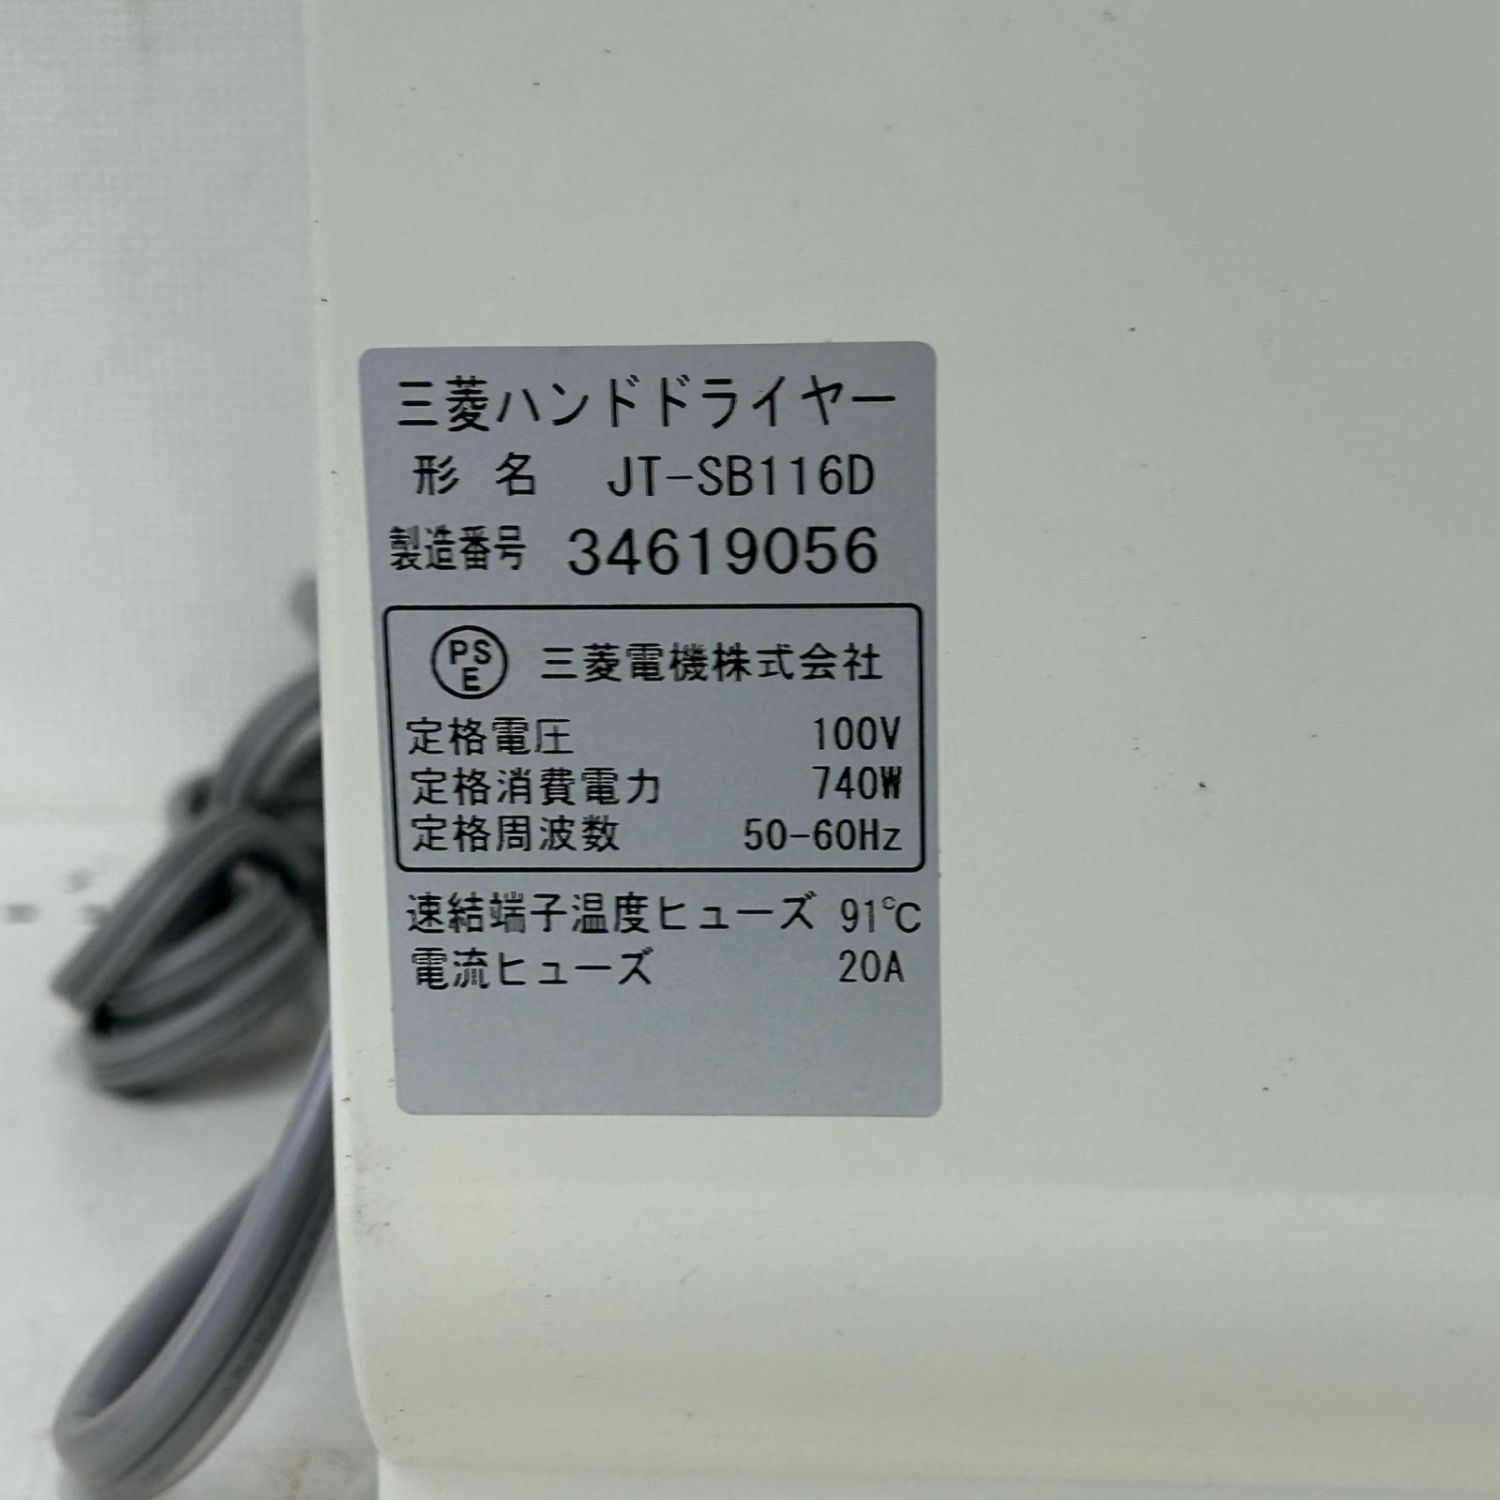 三菱ハンドドライヤー
形名 JT-SB116D
製造番号 34619056
PSE 三菱電機株式会社
定格電圧 100V
定格消費電力 740W
定格周波数 50-60Hz
速結端子温度ヒューズ 91℃
電流ヒューズ 20A